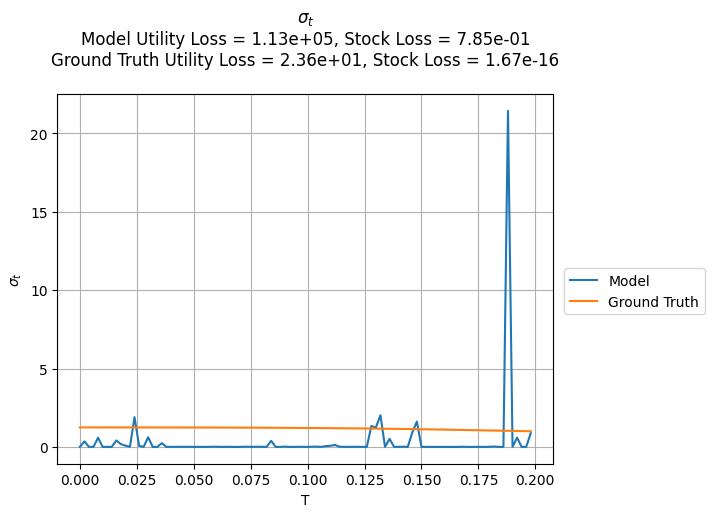 σt
Model Utility Loss = 1.13e+05, Stock Loss = 7.85e-01
Ground Truth Utility Loss = 2.36e+01, Stock Loss = 1.67e-16
20
15
10
5
0
σt
0.000 0.025 0.050 0.075 0.100 0.125 0.150 0.175 0.200
T
Model
Ground Truth